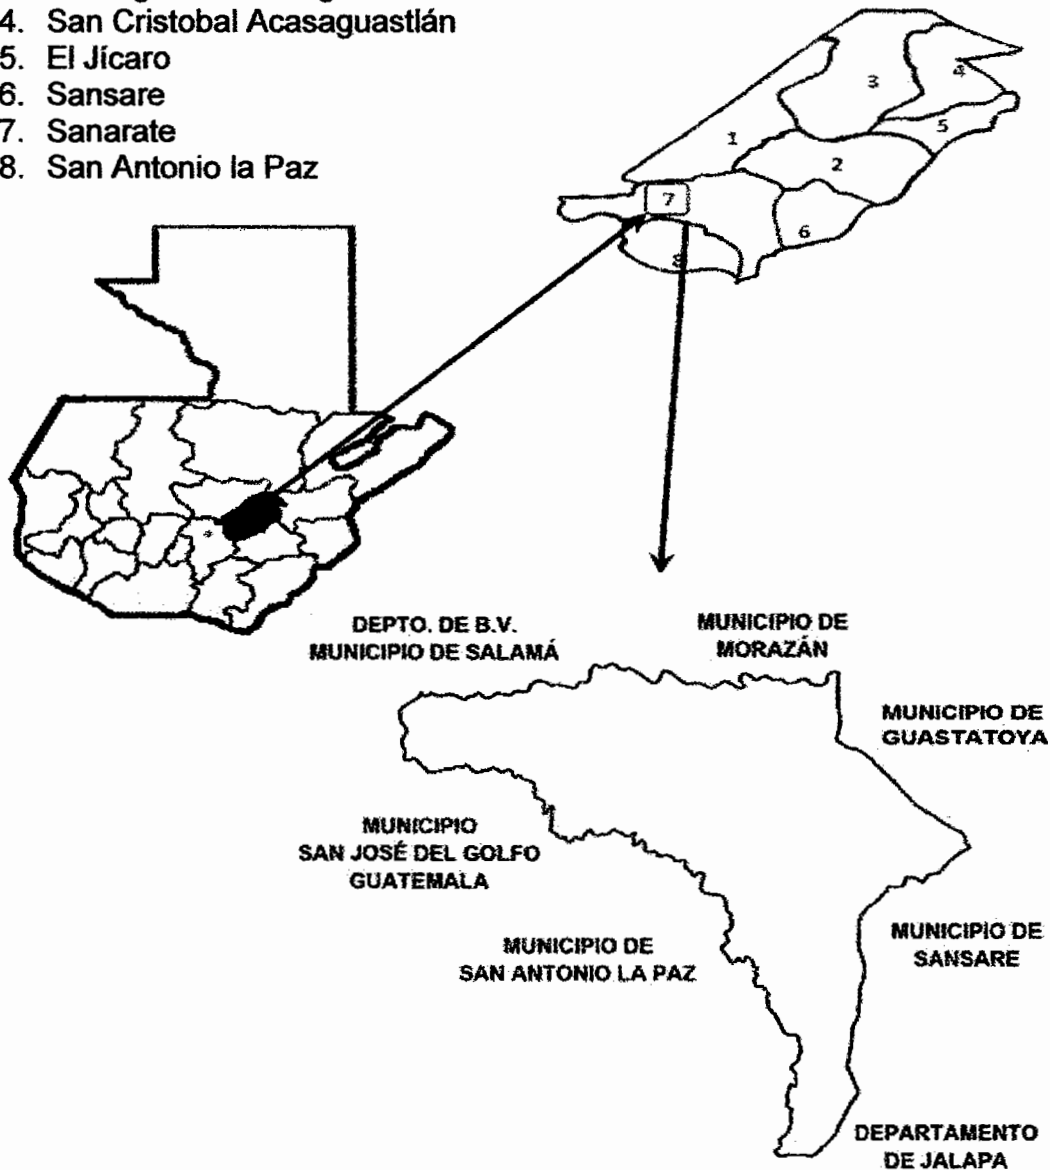 4. San Cristobal Acasaguastlán
5. El Jícaro
6. Sansare
7. Sanarate
8. San Antonio la Paz
3
4
5
1
2
7
6
8
DEPTO. DE B.V.
MUNICIPIO DE SALAMÁ
MUNICIPIO DE
MORAZÁN
MUNICIPIO DE
GUASTATOYA
MUNICIPIO
SAN JOSÉ DEL GOLFO
GUATEMALA
MUNICIPIO DE
SAN ANTONIO LA PAZ
MUNICIPIO DE
SANSARE
DEPARTAMENTO
DE JALAPA